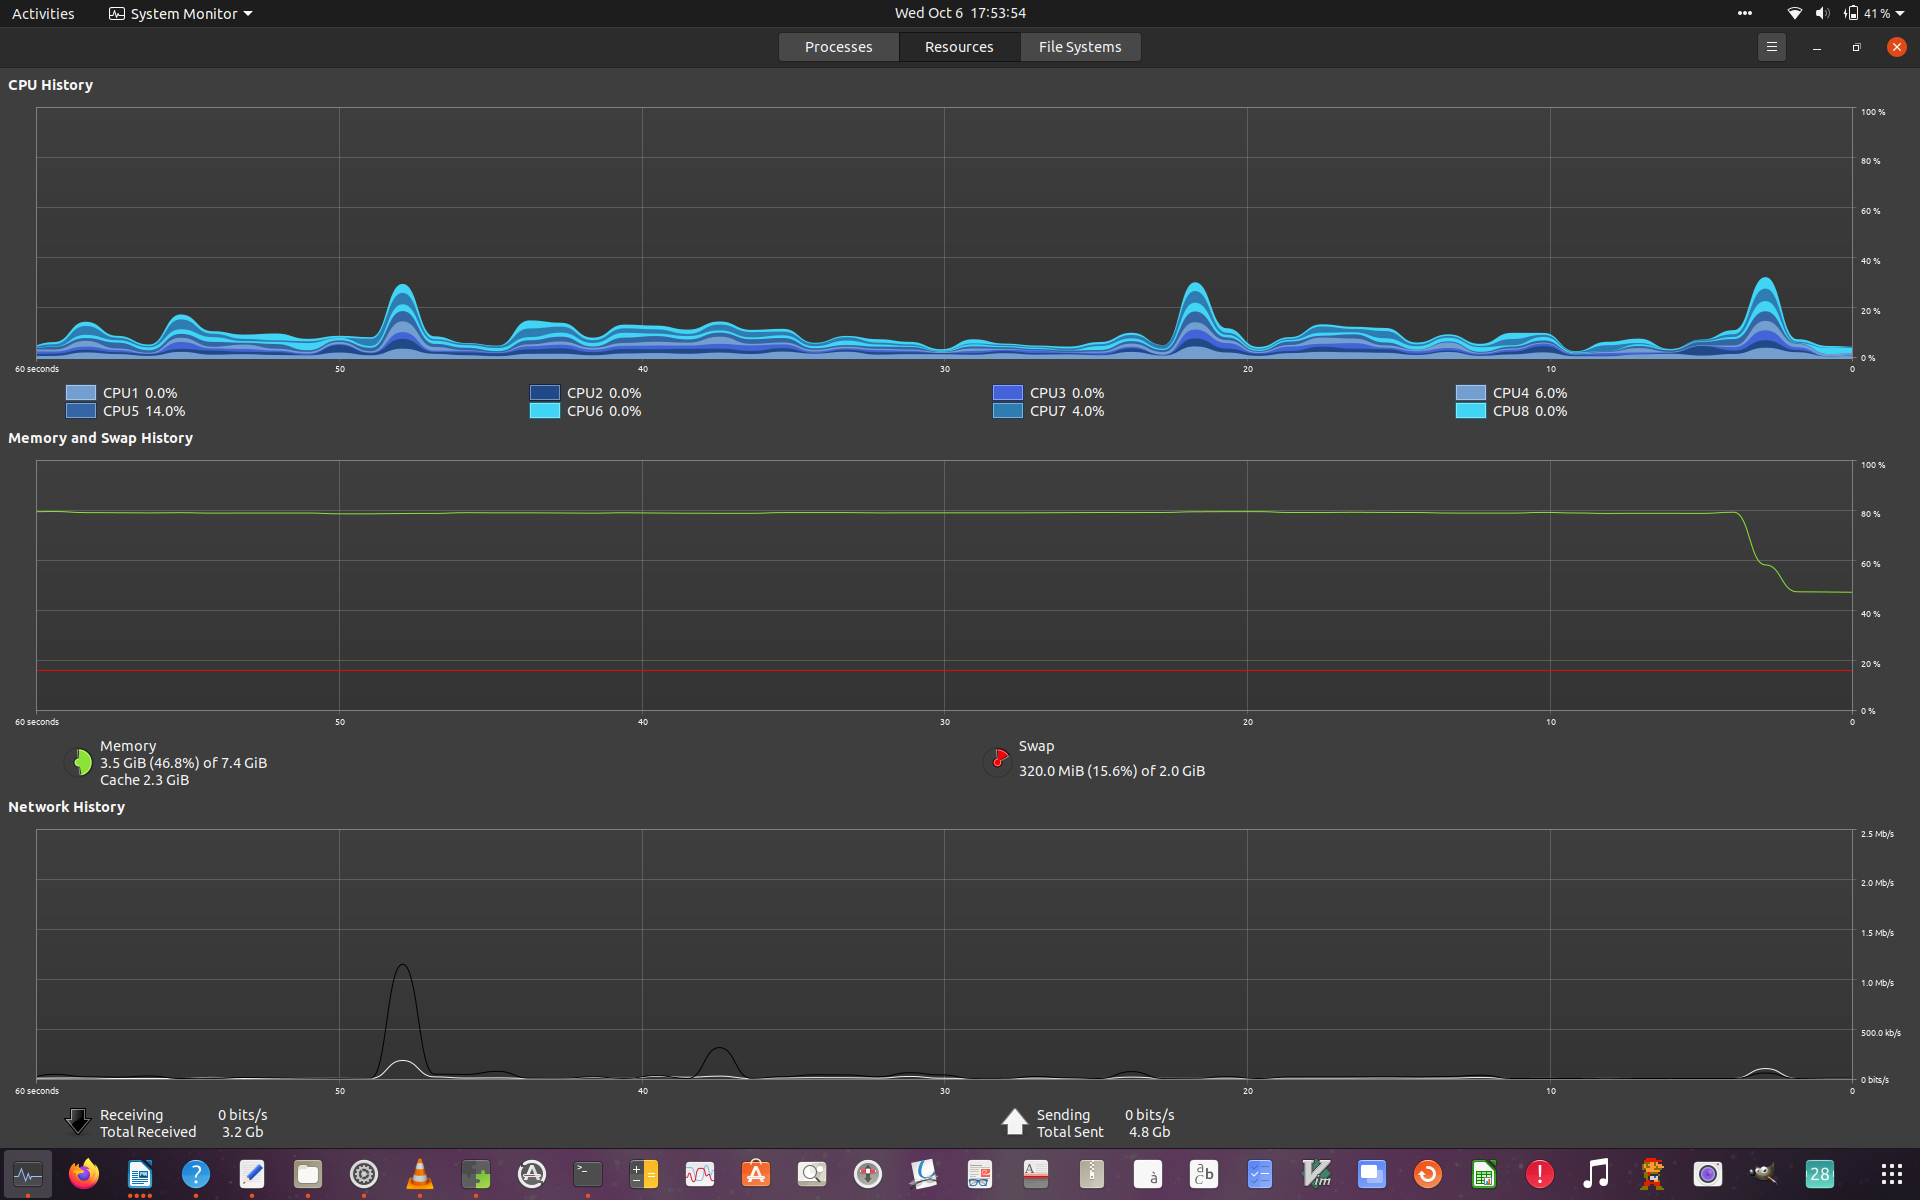 Activities System Monitor Wed Oct 6 17:53:54 41 %
Processes Resources File Systems
CPU History
100 %
80 %
60 %
40 %
20 %
0 %
60 seconds 50 40 30 20 10 0
CPU1 0.0% CPU2 0.0% CPU3 0.0% CPU4 6.0%
CPU5 14.0% CPU6 0.0% CPU7 4.0% CPU8 0.0%
Memory and Swap History
100 %
80 %
60 %
40 %
20 %
0 %
60 seconds 50 40 30 20 10 0
Memory
3.5 GiB (46.8%) of 7.4 GiB
Cache 2.3 GiB
Swap
320.0 MiB (15.6%) of 2.0 GiB
Network History
2.5 Mb/s
2.0 Mb/s
1.5 Mb/s
1.0 Mb/s
500.0 kb/s
0 bits/s
60 seconds 50 40 30 20 10 0
Receiving 0 bits/s
Total Received 3.2 Gb
Sending 0 bits/s
Total Sent 4.8 Gb
? >_ A A à a b c Vim ! 28